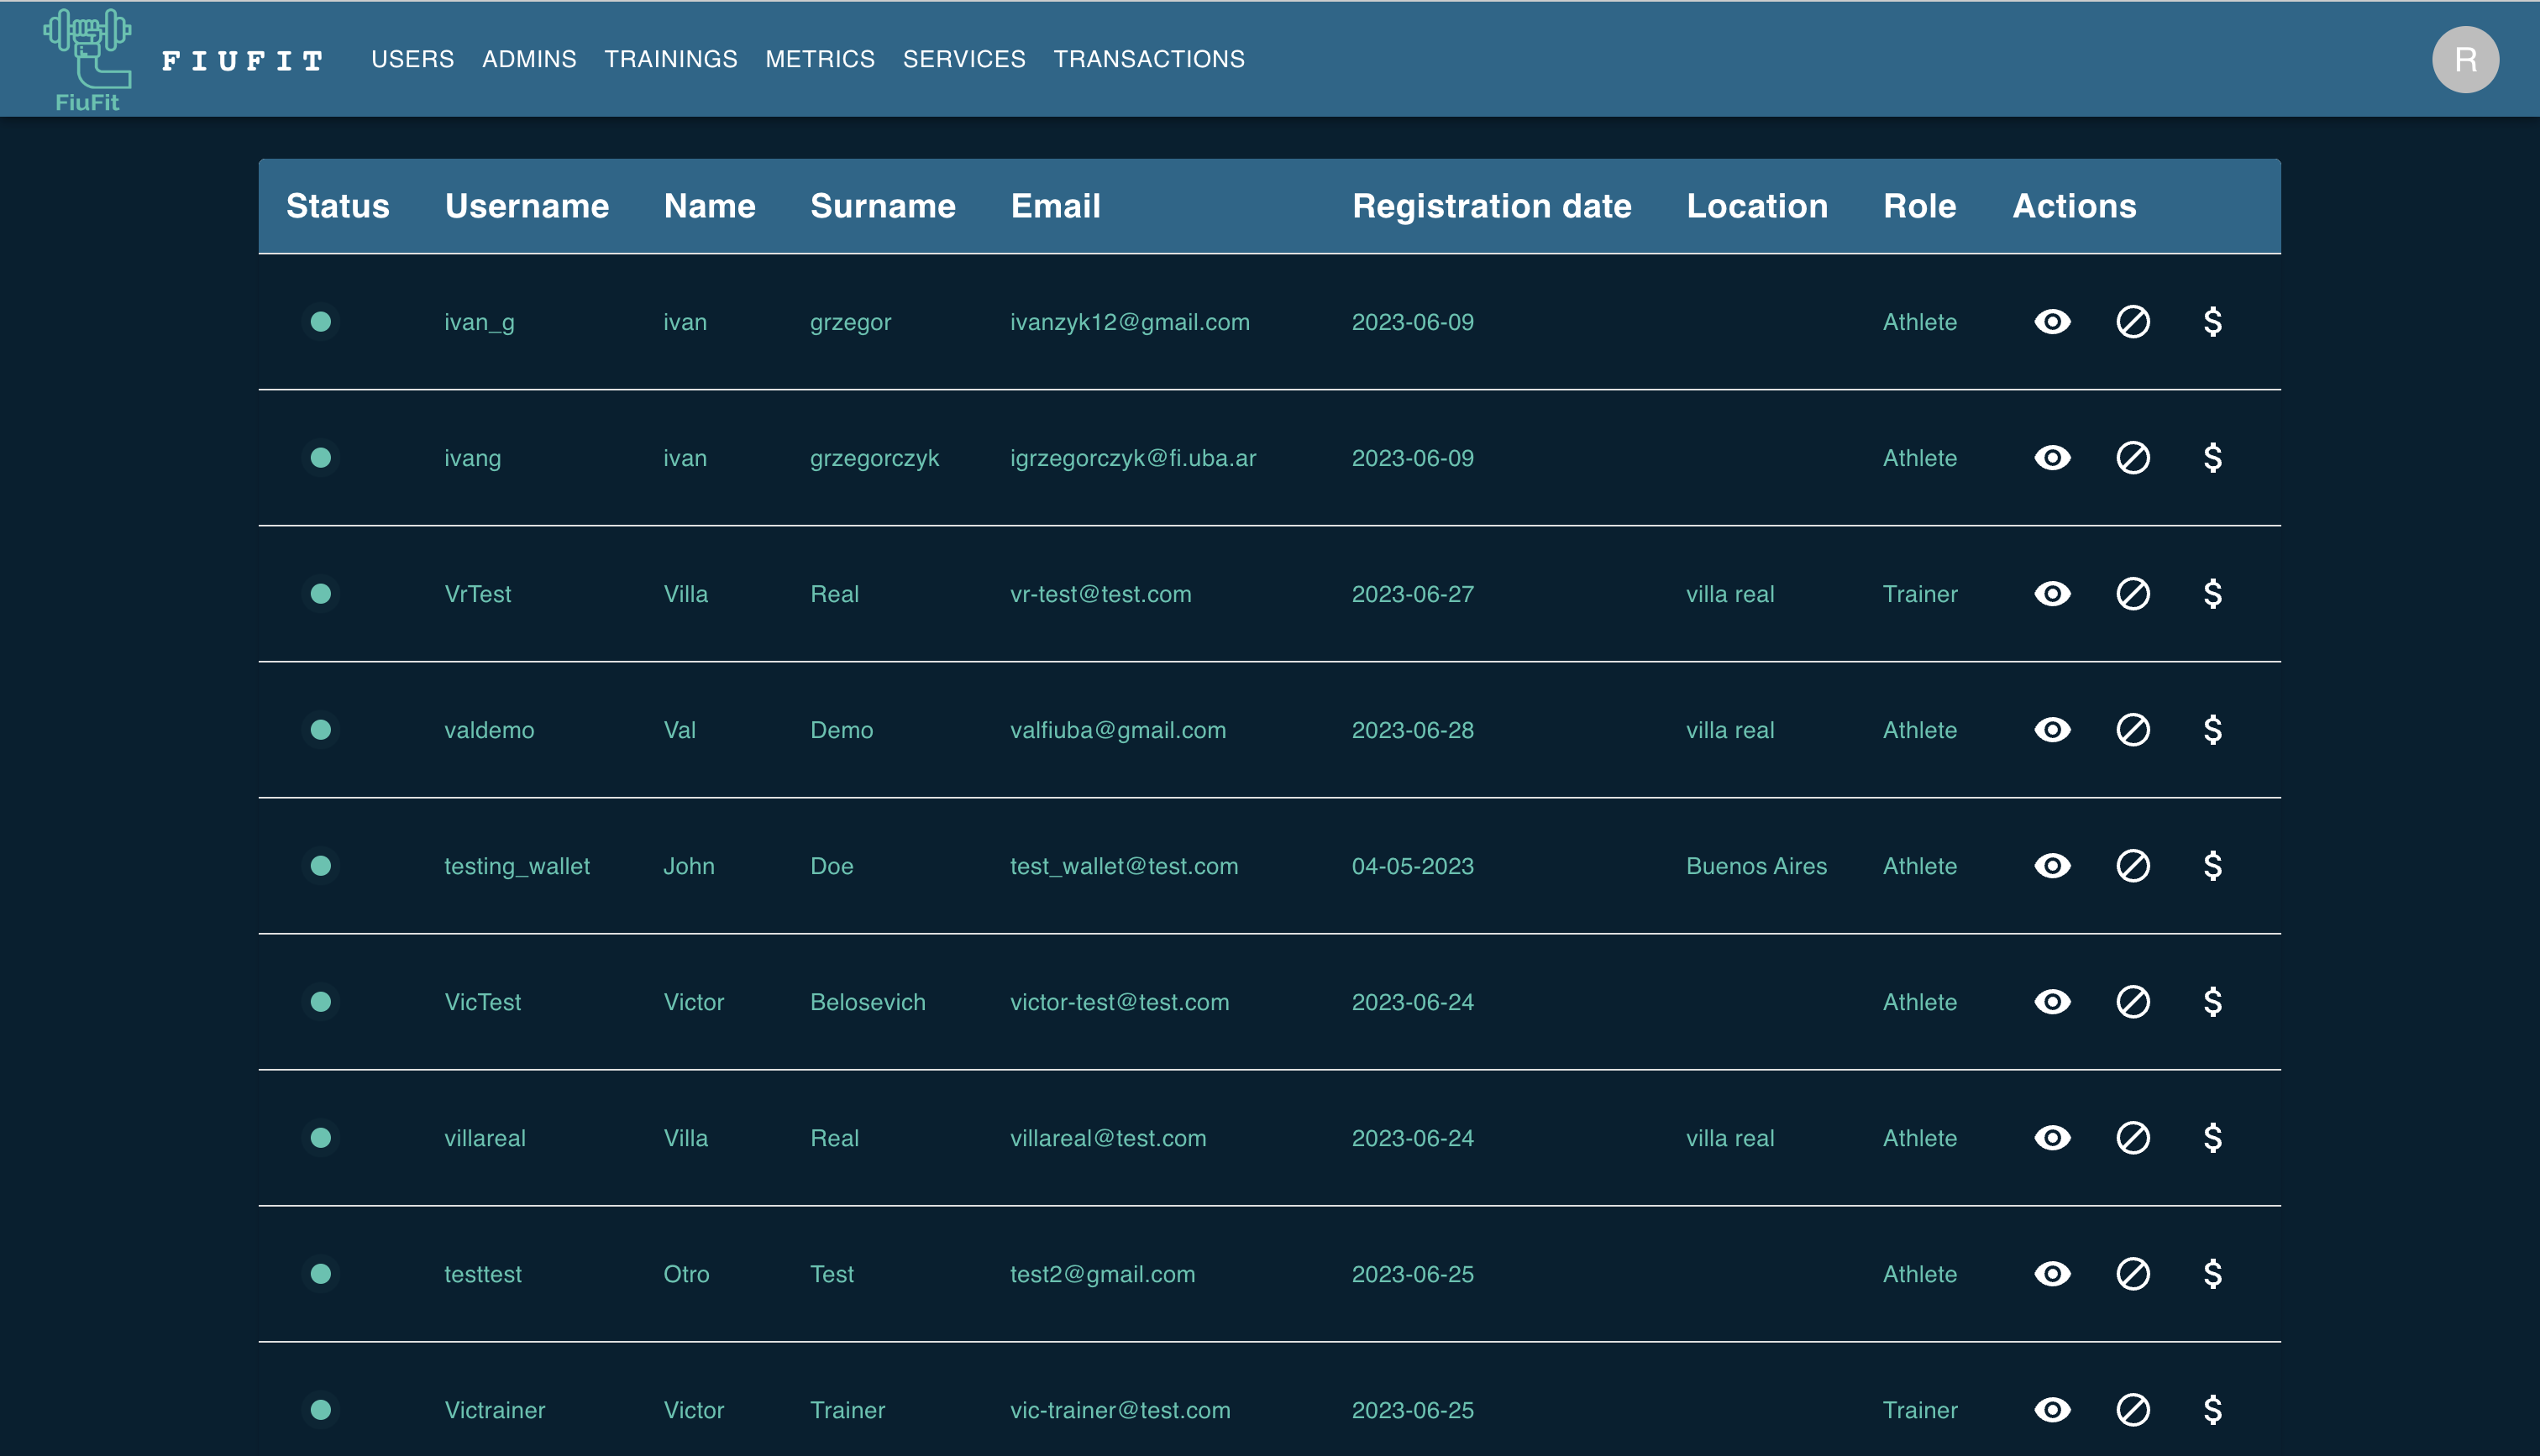 FIUFIT USERS ADMINS TRAININGS METRICS SERVICES TRANSACTIONS R
FiuFit
Status Username Name Surname Email Registration date Location Role Actions
ivan_g ivan grzegor ivanzyk12@gmail.com 2023-06-09 Athlete $
ivang ivan grzegorczyk igrzegorczyk@fi.uba.ar 2023-06-09 Athlete $
VrTest Villa Real vr-test@test.com 2023-06-27 villa real Trainer $
valdemo Val Demo valfiuba@gmail.com 2023-06-28 villa real Athlete $
testing_wallet John Doe test_wallet@test.com 04-05-2023 Buenos Aires Athlete $
VicTest Victor Belosevich victor-test@test.com 2023-06-24 Athlete $
villareal Villa Real villareal@test.com 2023-06-24 villa real Athlete $
testtest Otro Test test2@gmail.com 2023-06-25 Athlete $
Victrainer Victor Trainer vic-trainer@test.com 2023-06-25 Trainer $